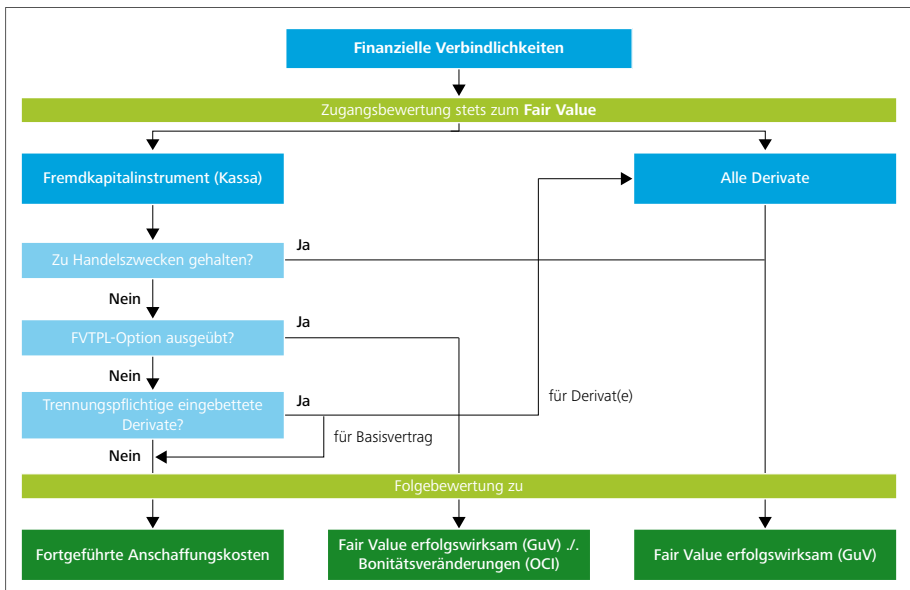 Finanzielle Verbindlichkeiten
Zugangsbewertung stets zum Fair Value
Fremdkapitalinstrument (Kassa)
Alle Derivate
Ja
Zu Handelszwecken gehalten?
Nein
Ja
FVTPL-Option ausgeübt?
Nein
Trennungspflichtige eingebettete
Derivate?
Ja
für Derivat(e)
für Basisvertrag
Nein
Folgebewertung zu
Fortgeführte Anschaffungskosten
Fair Value erfolgswirksam (GuV) ./.
Bonitätsveränderungen (OCI)
Fair Value erfolgswirksam (GuV)